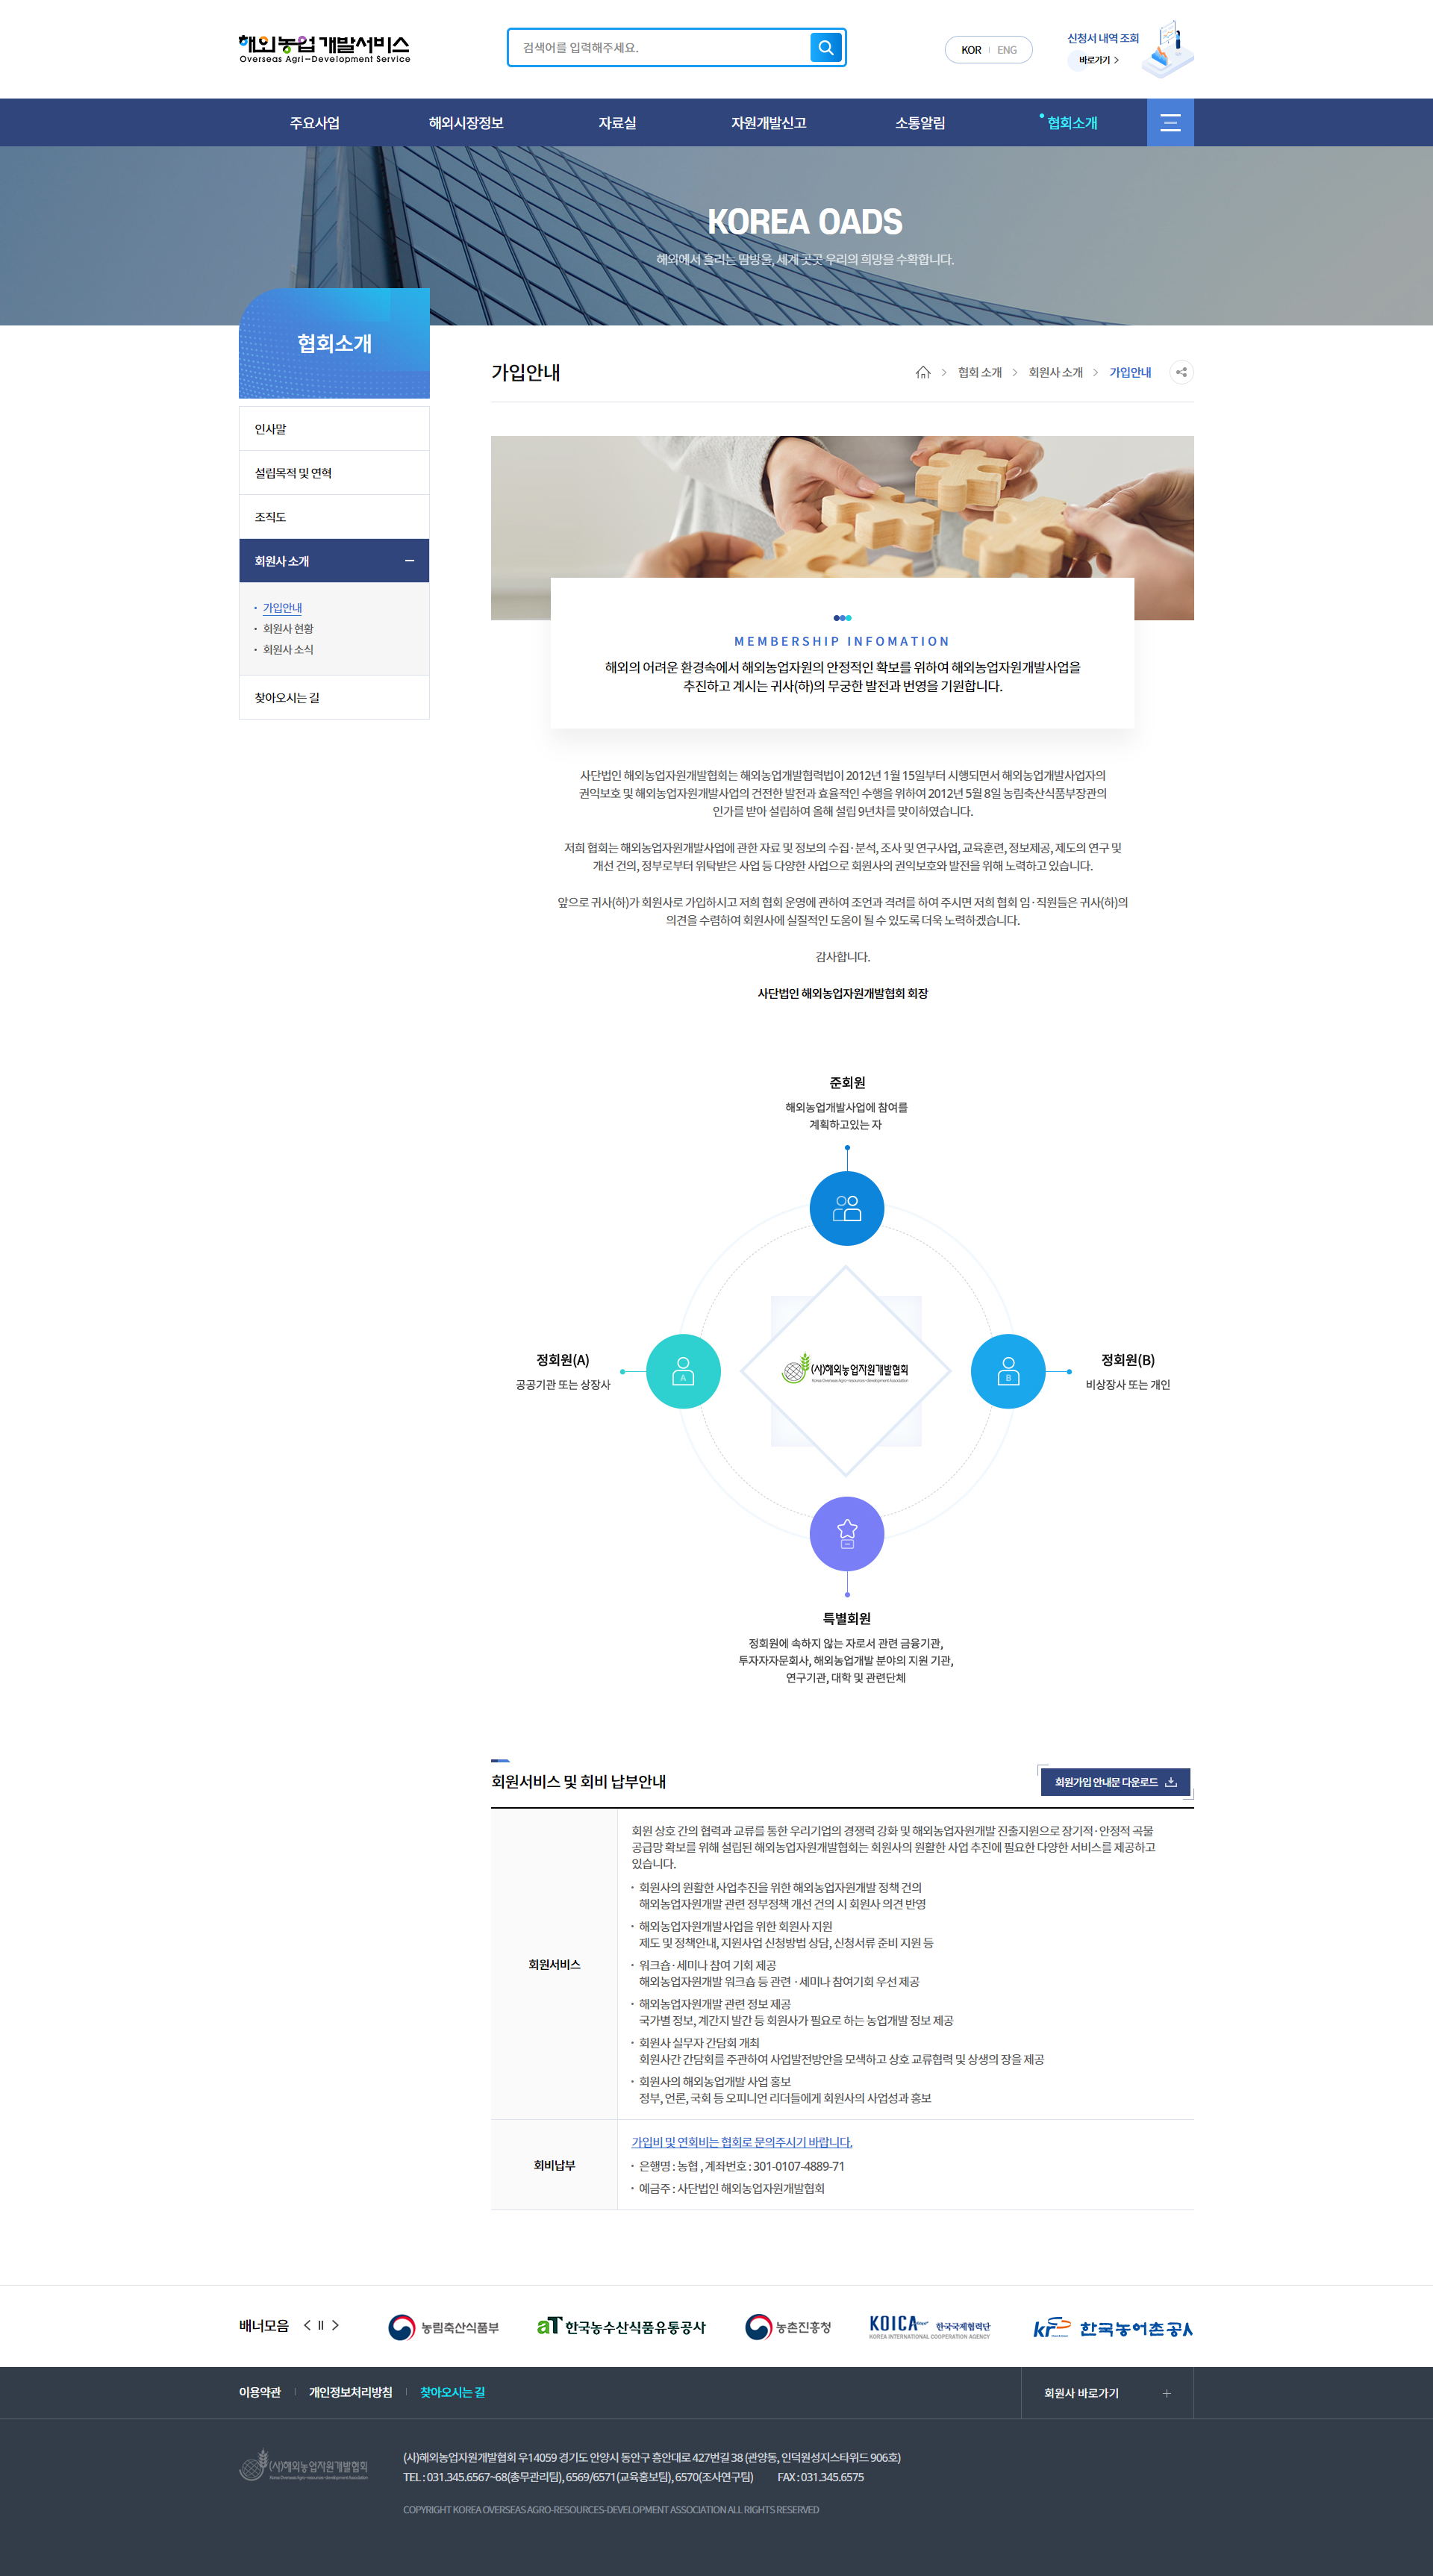 해외농업개발서비스
Overseas Agri-Development Service
검색어를 입력해주세요.
KOR ENG
신청서 내역 조회
바로가기
주요사업 해외시장정보 자료실 자원개발신고 소통알림 협회소개
KOREA OADS
해외에서 흘리는 땀방울, 세계 곳곳 우리의 희망을 수확합니다.
협회소개
가입안내
협회 소개 회원사 소개 가입안내
인사말
설립목적 및 연혁
조직도
회원사 소개
가입안내
회원사 현황
회원사 소식
찾아오시는 길
MEMBERSHIP INFOMATION
해외의 어려운 환경속에서 해외농업자원의 안정적인 확보를 위하여 해외농업자원개발사업을
추진하고 계시는 귀사(하)의 무궁한 발전과 번영을 기원합니다.
사단법인 해외농업자원개발협회는 해외농업개발협력법이 2012년 1월 15일부터 시행되면서 해외농업개발사업자의
권익보호 및 해외농업자원개발사업의 건전한 발전과 효율적인 수행을 위하여 2012년 5월 8일 농림축산식품부장관의
인가를 받아 설립하여 올해 설립 9년차를 맞이하였습니다.
저희 협회는 해외농업자원개발사업에 관한 자료 및 정보의 수집·분석, 조사 및 연구사업, 교육훈련, 정보제공, 제도의 연구 및
개선 건의, 정부로부터 위탁받은 사업 등 다양한 사업으로 회원사의 권익보호와 발전을 위해 노력하고 있습니다.
앞으로 귀사(하)가 회원사로 가입하시고 저희 협회 운영에 관하여 조언과 격려를 하여 주시면 저희 협회 임·직원들은 귀사(하)의
의견을 수렴하여 회원사에 실질적인 도움이 될 수 있도록 더욱 노력하겠습니다.
감사합니다.
사단법인 해외농업자원개발협회 회장
준회원
해외농업개발사업에 참여를
계획하고있는 자
정회원(A)
공공기관 또는 상장사
A
(사)해외농업자원개발협회
Korea Overseas Agro-resources-development Association
B
정회원(B)
비상장사 또는 개인
특별회원
정회원에 속하지 않는 자로서 관련 금융기관,
투자자자문회사, 해외농업개발 분야의 지원 기관,
연구기관, 대학 및 관련단체
회원서비스 및 회비 납부안내
회원가입 안내문 다운로드
회원서비스
회원 상호 간의 협력과 교류를 통한 우리기업의 경쟁력 강화 및 해외농업자원개발 진출지원으로 장기적·안정적 곡물
공급망 확보를 위해 설립된 해외농업자원개발협회는 회원사의 원활한 사업 추진에 필요한 다양한 서비스를 제공하고
있습니다.
회원사의 원활한 사업추진을 위한 해외농업자원개발 정책 건의
해외농업자원개발 관련 정부정책 개선 건의 시 회원사 의견 반영
해외농업자원개발사업을 위한 회원사 지원
제도 및 정책안내, 지원사업 신청방법 상담, 신청서류 준비 지원 등
워크숍·세미나 참여 기회 제공
해외농업자원개발 워크숍 등 관련 ·세미나 참여기회 우선 제공
해외농업자원개발 관련 정보 제공
국가별 정보, 계간지 발간 등 회원사가 필요로 하는 농업개발 정보 제공
회원사 실무자 간담회 개최
회원사간 간담회를 주관하여 사업발전방안을 모색하고 상호 교류협력 및 상생의 장을 제공
회원사의 해외농업개발 사업 홍보
정부, 언론, 국회 등 오피니언 리더들에게 회원사의 사업성과 홍보
회비납부
가입비 및 연회비는 협회로 문의주시기 바랍니다.
은행명 : 농협 , 계좌번호 : 301-0107-4889-71
예금주 : 사단법인 해외농업자원개발협회
배너모음
농림축산식품부
aT 한국농수산식품유통공사
농촌진흥청
KOICA 한국국제협력단
KOREA INTERNATIONAL COOPERATION AGENCY
한국농어촌공사
이용약관 개인정보처리방침 찾아오시는 길
회원사 바로가기
(사)해외농업자원개발협회
Korea Overseas Agro-resources-development Association
(사)해외농업자원개발협회 우14059 경기도 안양시 동안구 흥안대로 427번길 38 (관양동, 인덕원성지스타위드 906호)
TEL : 031.345.6567~68(총무관리팀), 6569/6571(교육홍보팀), 6570(조사연구팀) FAX : 031.345.6575
COPYRIGHT KOREA OVERSEAS AGRO-RESOURCES-DEVELOPMENT ASSOCIATION ALL RIGHTS RESERVED